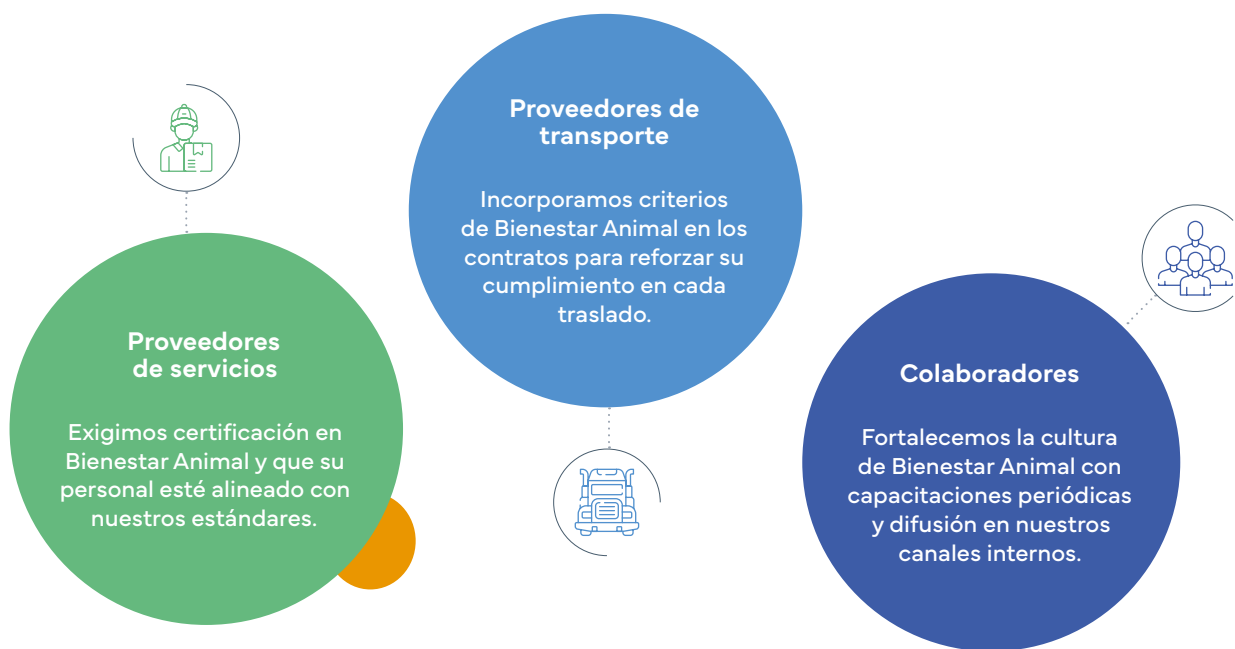 Proveedores
de servicios
Exigimos certificación en
Bienestar Animal y que su
personal esté alineado con
nuestros estándares.
Proveedores de
transporte
Incorporamos criterios
de Bienestar Animal en los
contratos para reforzar su
cumplimiento en cada
traslado.
Colaboradores
Fortalecemos la cultura
de Bienestar Animal con
capacitaciones periódicas
y difusión en nuestros
canales internos.